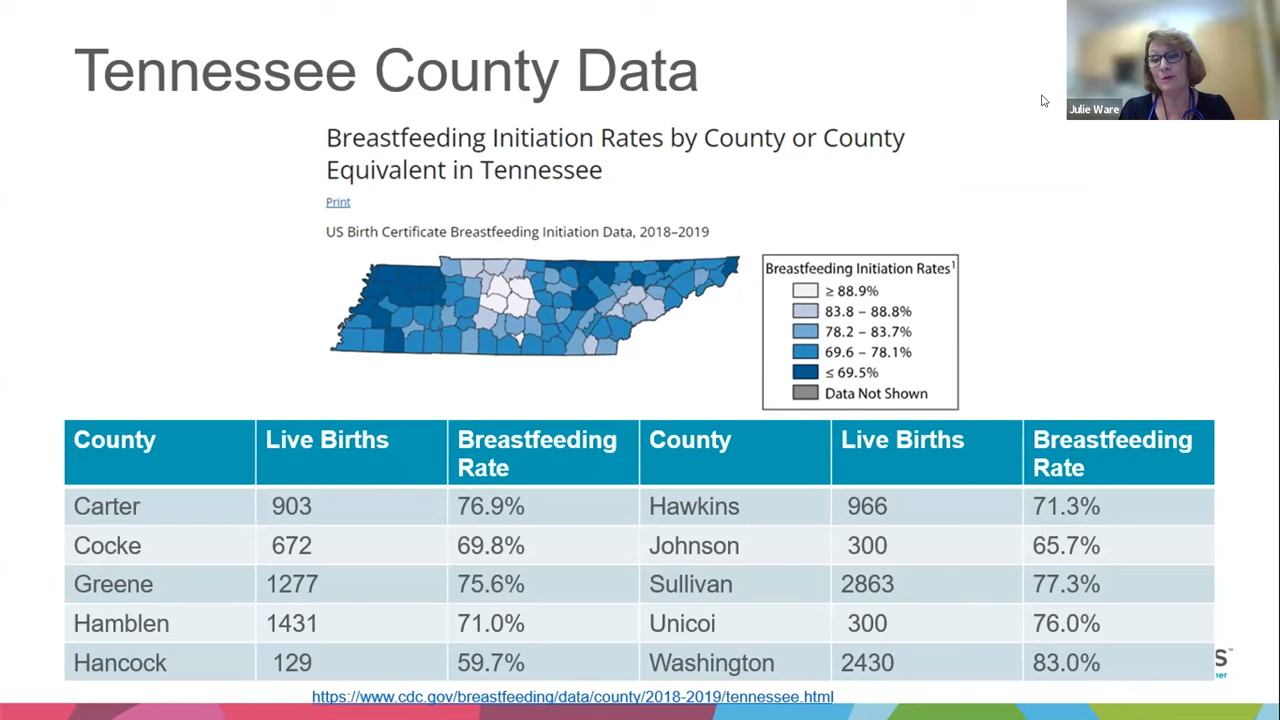 Tennessee County Data
Julie Ware
Breastfeeding Initiation Rates by County or County
Equivalent in Tennessee
Print
US Birth Certificate Breastfeeding Initiation Data, 2018–2019
Breastfeeding Initiation Rates¹
≥ 88.9%
83.8 – 88.8%
78.2 – 83.7%
69.6 – 78.1%
≤ 69.5%
Data Not Shown
County Live Births Breastfeeding Rate County Live Births Breastfeeding Rate
Carter 903 76.9% Hawkins 966 71.3%
Cocke 672 69.8% Johnson 300 65.7%
Greene 1277 75.6% Sullivan 2863 77.3%
Hamblen 1431 71.0% Unicoi 300 76.0%
Hancock 129 59.7% Washington 2430 83.0%
https://www.cdc.gov/breastfeeding/data/county/2018-2019/tennessee.html